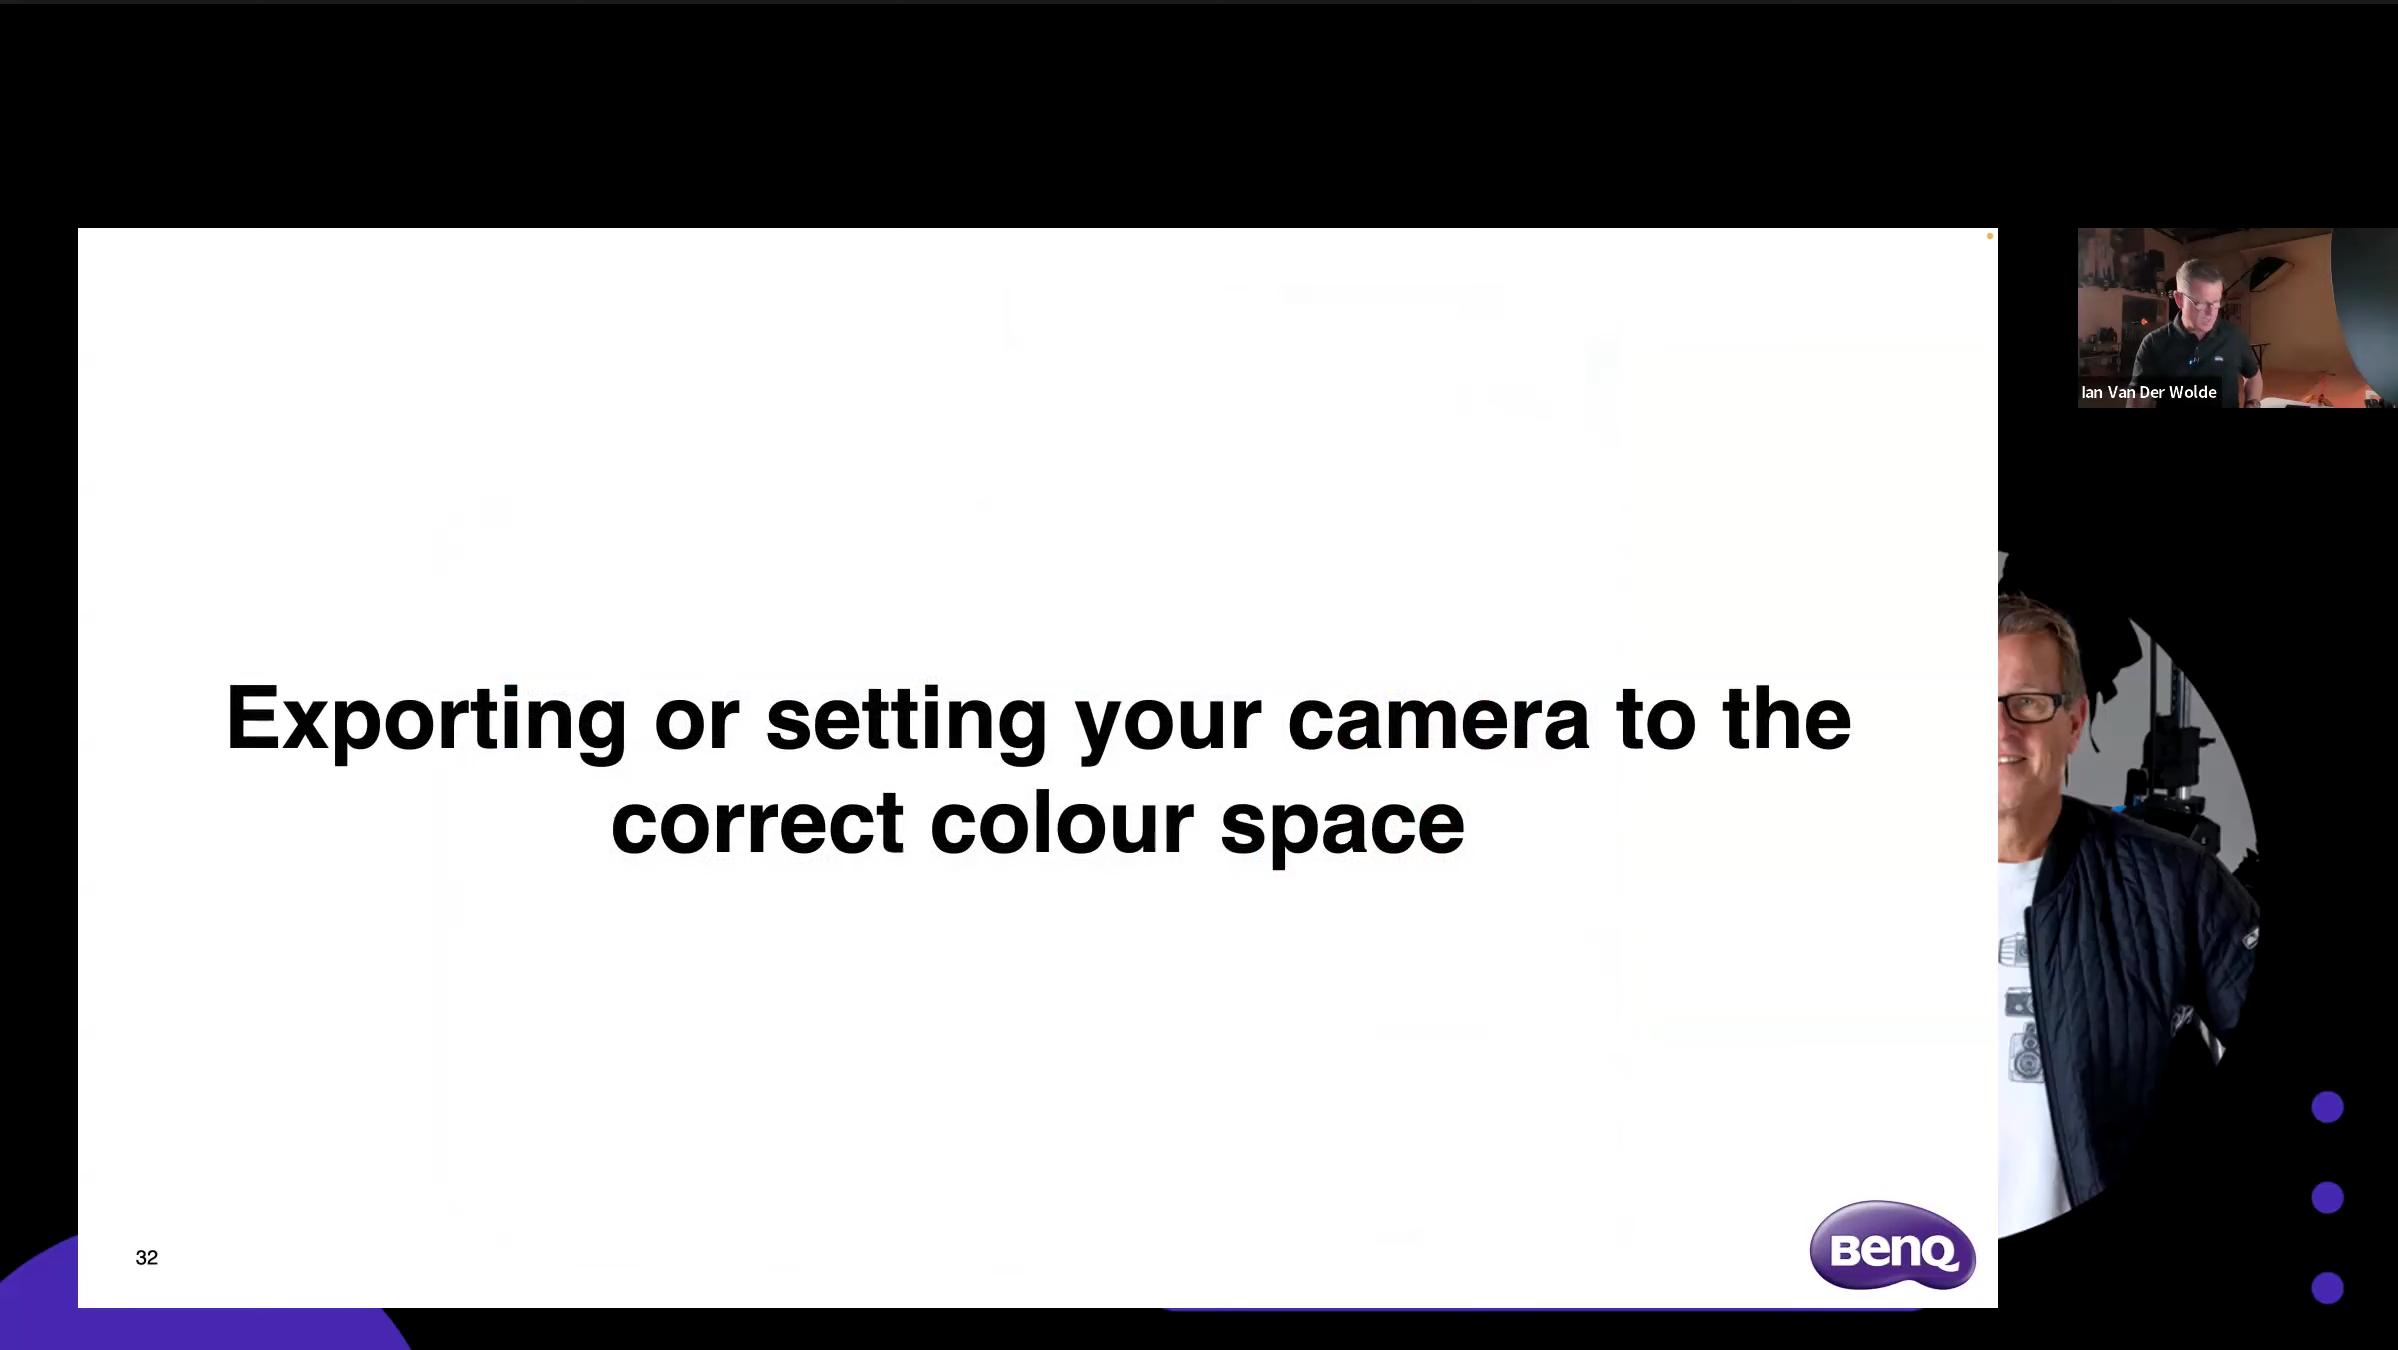 Ian Van Der Wolde
Exporting or setting your camera to the
correct colour space
32
BenQ